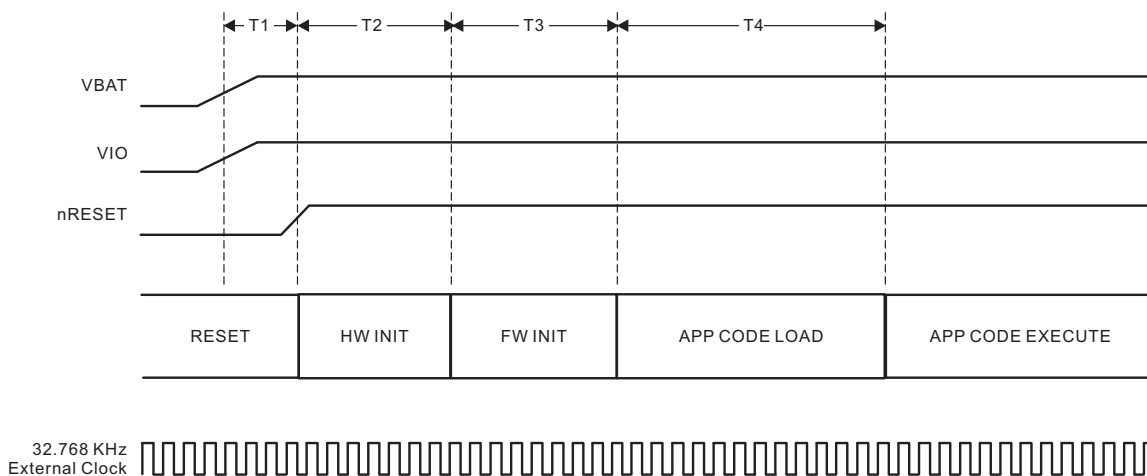 T1
T2
T3
T4
VBAT
VIO
nRESET
RESET
HW INIT
FW INIT
APP CODE LOAD
APP CODE EXECUTE
32.768 KHz
External Clock